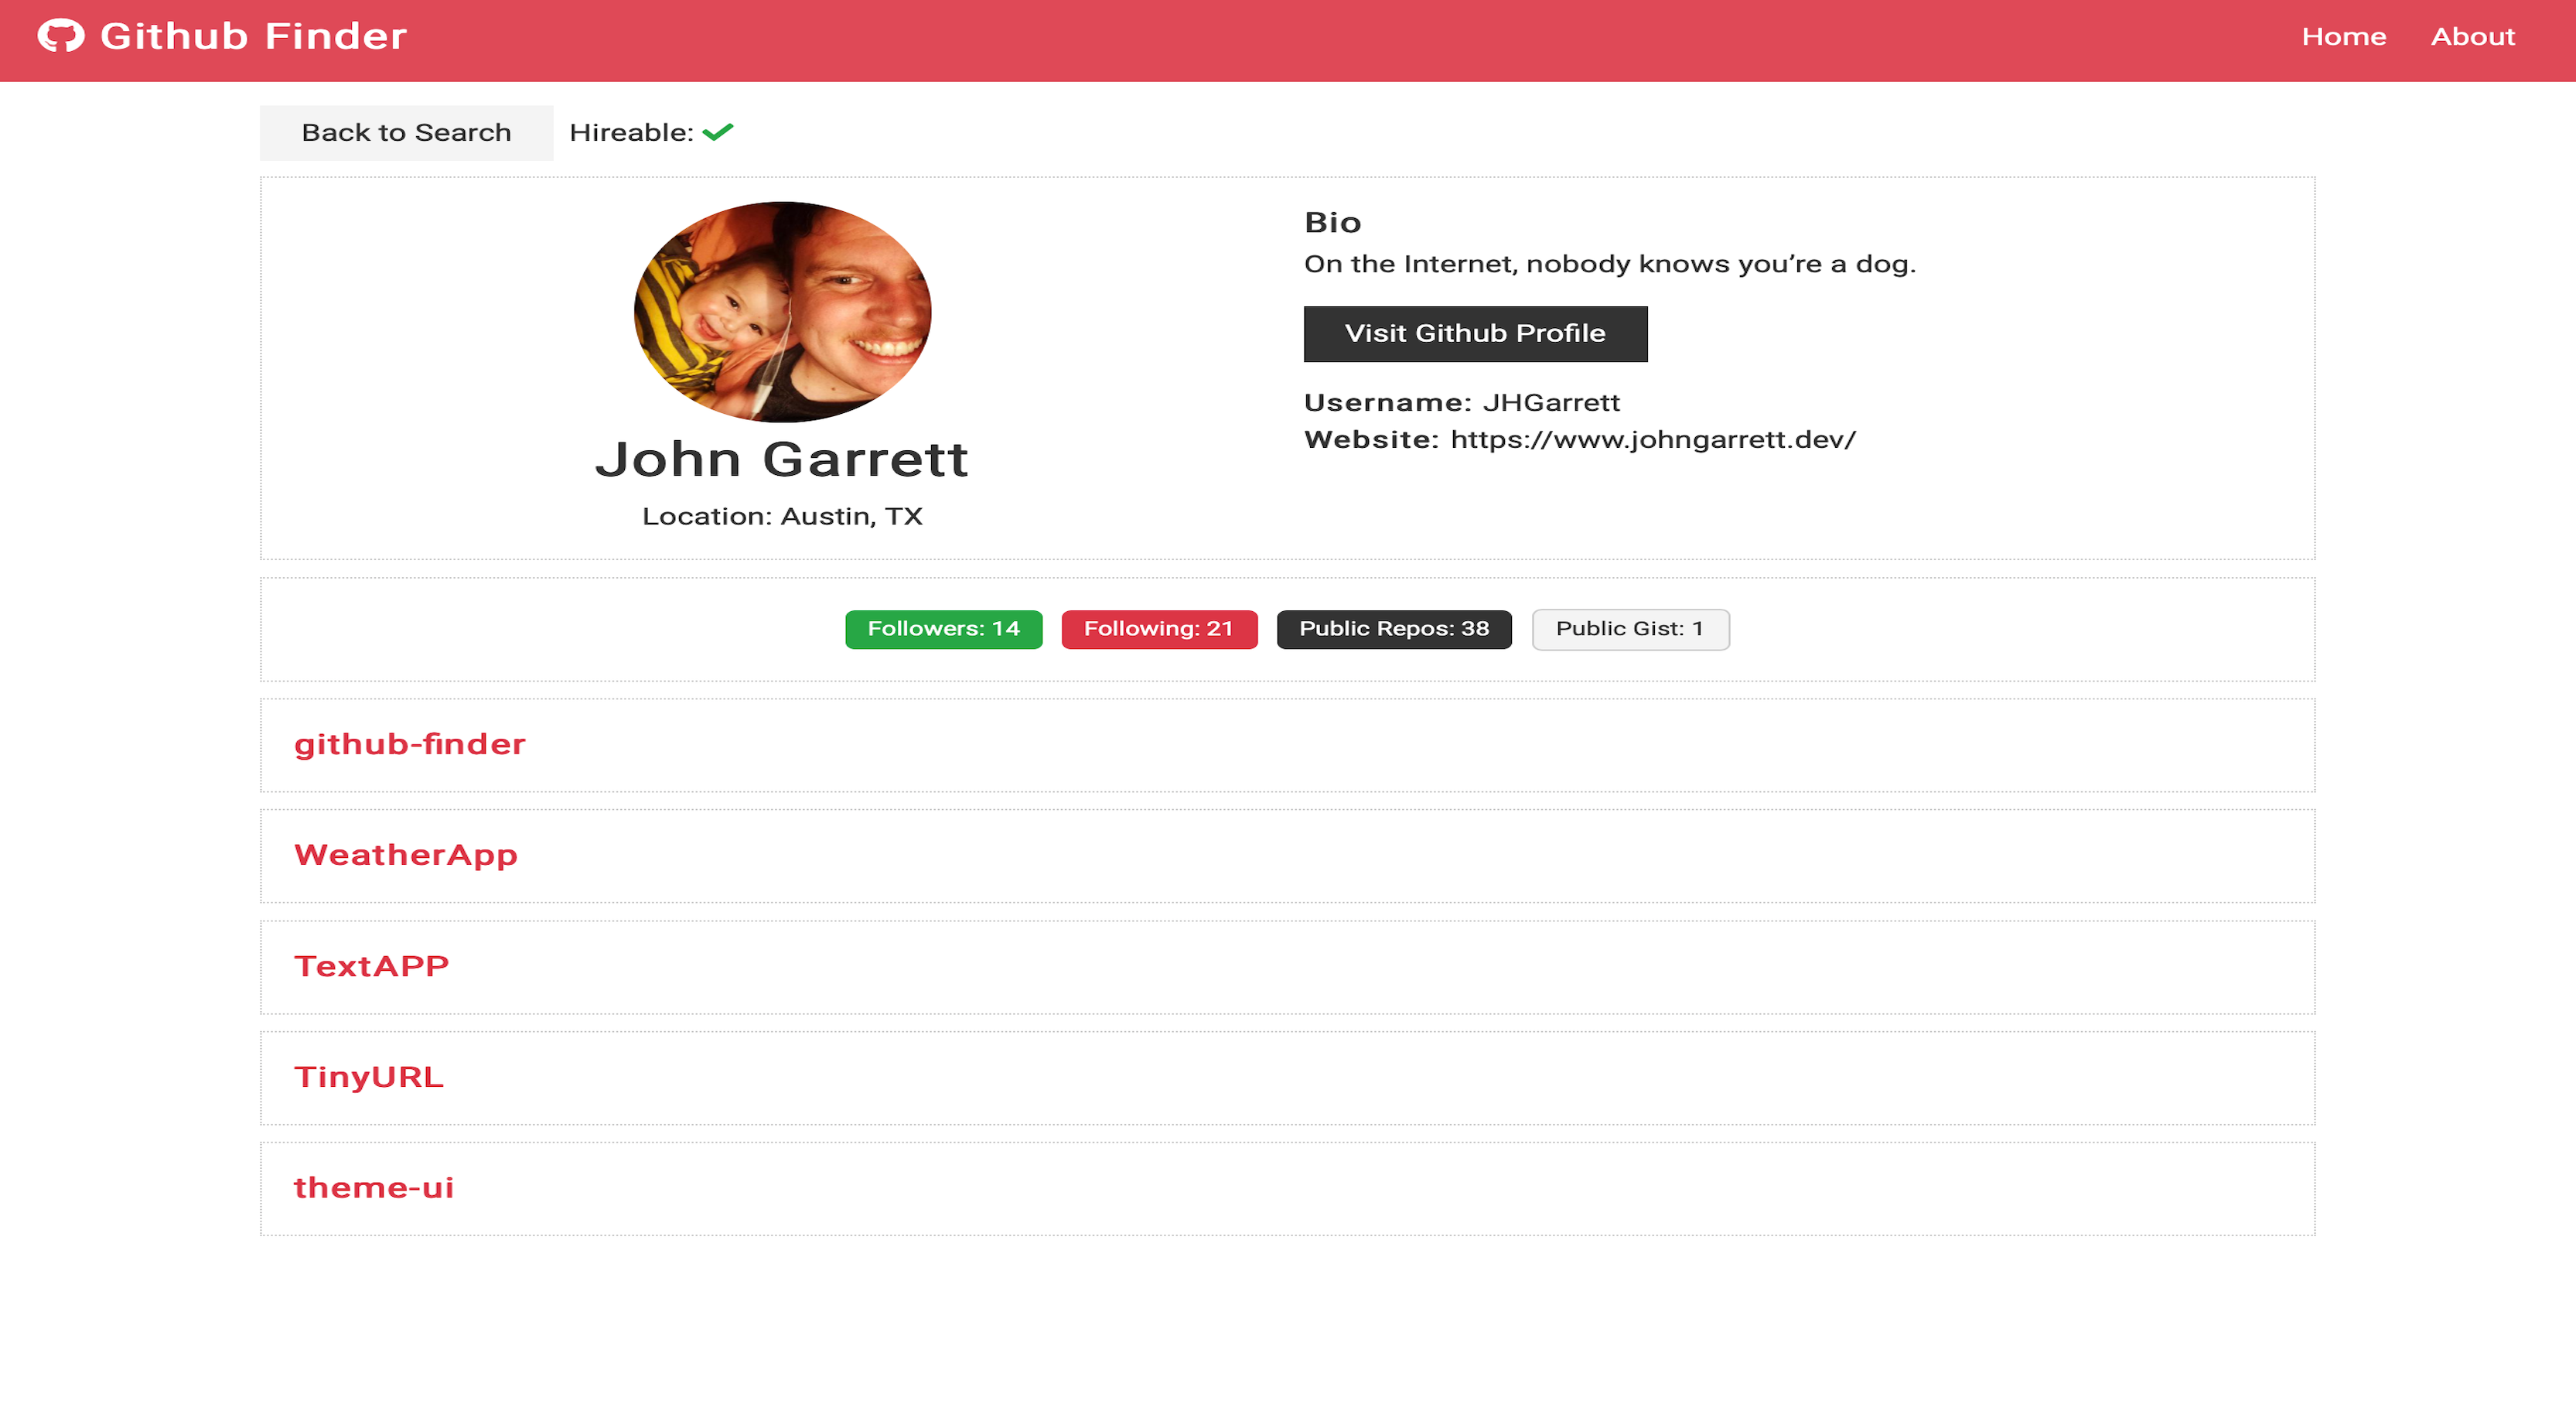 Github Finder
Home
About
Back to Search
Hireable:
Bio
On the Internet, nobody knows you’re a dog.
Visit Github Profile
Username: JHGarrett
Website: https://www.johngarrett.dev/
John Garrett
Location: Austin, TX
Followers: 14
Following: 21
Public Repos: 38
Public Gist: 1
github-finder
WeatherApp
TextAPP
TinyURL
theme-ui